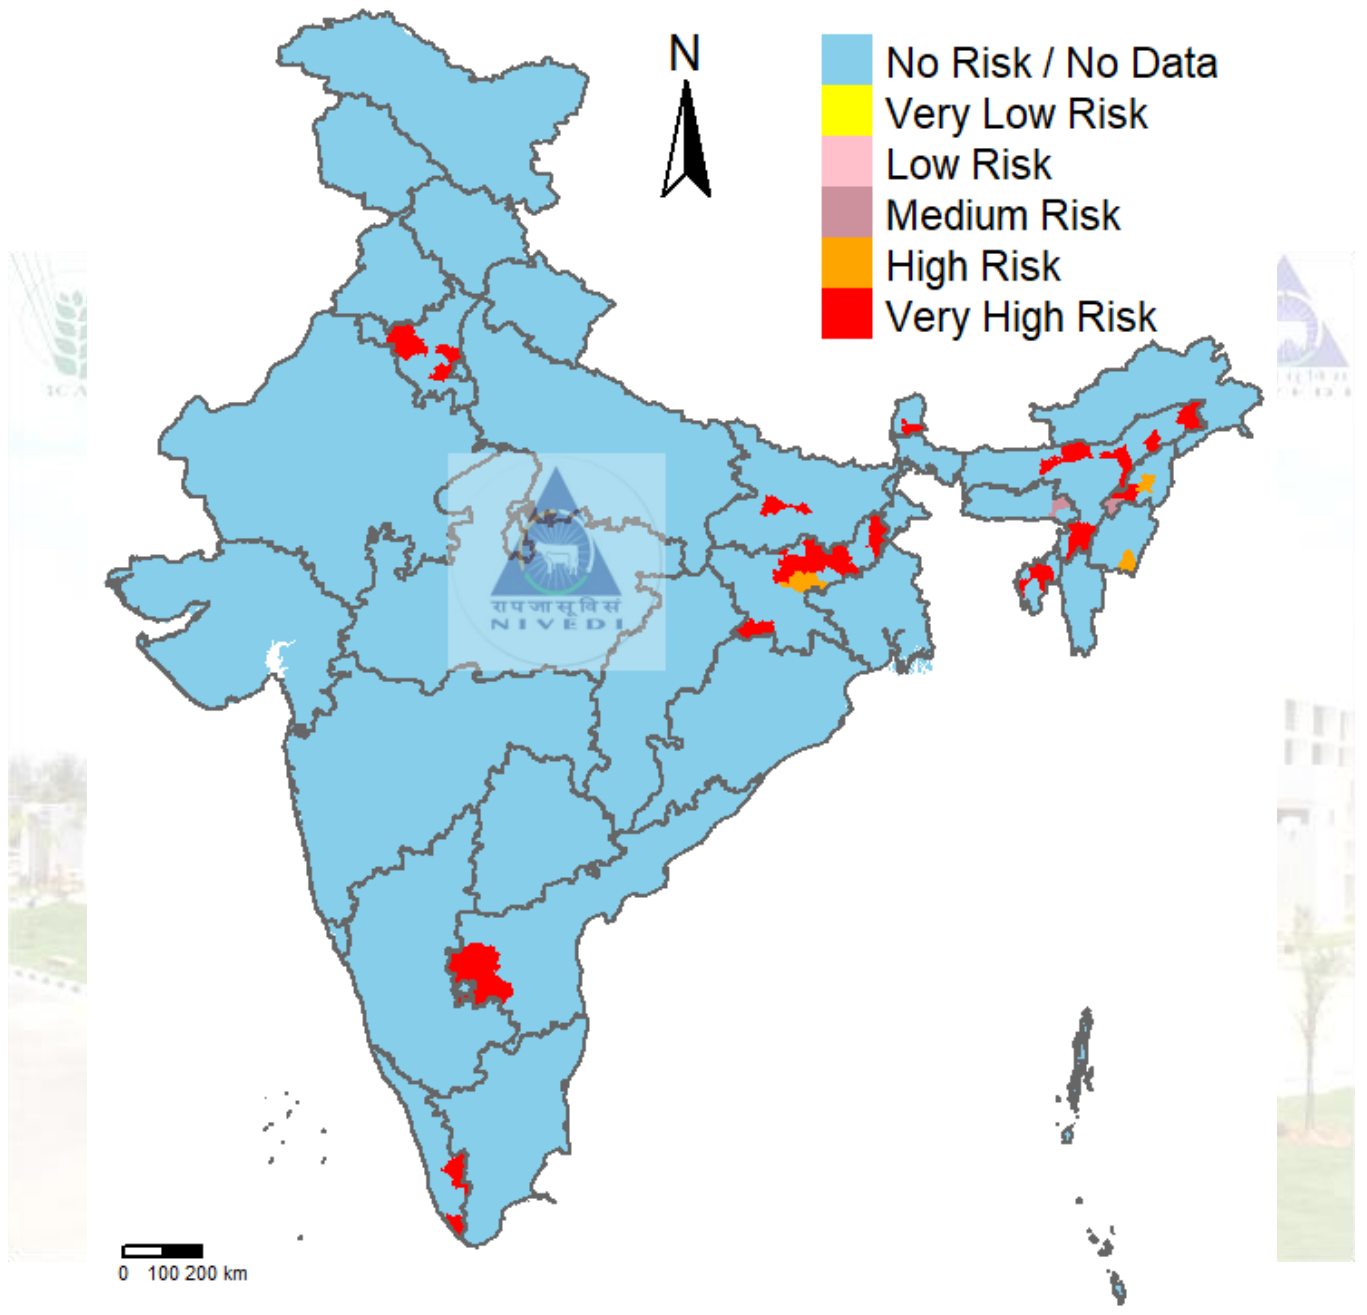 N
No Risk / No Data
Very Low Risk
Low Risk
Medium Risk
High Risk
Very High Risk
रापजासूविसं
NIVEDI
0 100 200 km